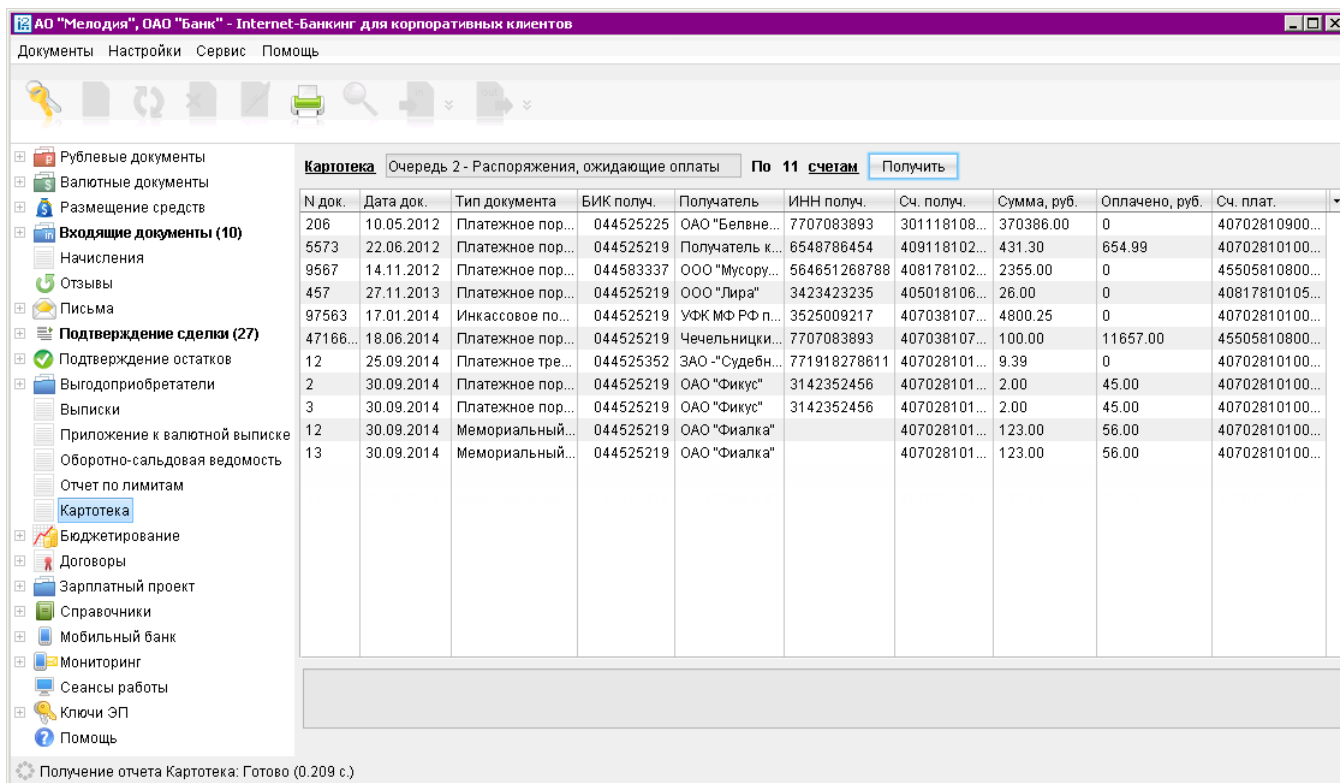 АО "Мелодия", ОАО "Банк" - Internet-Банкинг для корпоративных клиентов
Документы Настройки Сервис Помощь
Рублевые документы
Валютные документы
Размещение средств
Входящие документы (10)
Начисления
Отзывы
Письма
Подтверждение сделки (27)
Подтверждение остатков
Выгодоприобретатели
Выписки
Приложение к валютной выписке
Оборотно-сальдовая ведомость
Отчет по лимитам
Картотека
Бюджетирование
Договоры
Зарплатный проект
Справочники
Мобильный банк
Мониторинг
Сеансы работы
Ключи ЭП
Помощь
Картотека Очередь 2 - Распоряжения, ожидающие оплаты По 11 счетам Получить
N док. Дата док. Тип документа БИК получ. Получатель ИНН получ. Сч. получ. Сумма, руб. Оплачено, руб. Сч. плат.
206 10.05.2012 Платежное пор... 044525225 ОАО "Белвне... 7707083893 301118108... 370386.00 0 40702810900...
5573 22.06.2012 Платежное пор... 044525219 Получатель к... 6548786454 409118102... 431.30 654.99 40702810100...
9567 14.11.2012 Платежное пор... 044583337 ООО "Мусору... 564651268788 408178102... 2355.00 0 45505810800...
457 27.11.2013 Платежное пор... 044525219 ООО "Лира" 3423423235 405018106... 26.00 0 40817810105...
97563 17.01.2014 Инкассовое по... 044525219 УФК МФ РФ п... 3525009217 407038107... 4800.25 0 40702810100...
47166... 18.06.2014 Платежное пор... 044525219 Чечельницки... 7707083893 407038107... 100.00 11657.00 45505810800...
12 25.09.2014 Платежное тре... 044525352 ЗАО -"Судебн... 771918278611 407028101... 9.39 0 40702810100...
2 30.09.2014 Платежное пор... 044525219 ОАО "Фикус" 3142352456 407028101... 2.00 45.00 40702810100...
3 30.09.2014 Платежное пор... 044525219 ОАО "Фикус" 3142352456 407028101... 2.00 45.00 40702810100...
12 30.09.2014 Мемориальный... 044525219 ОАО "Фиалка" 407028101... 123.00 56.00 40702810100...
13 30.09.2014 Мемориальный... 044525219 ОАО "Фиалка" 407028101... 123.00 56.00 40702810100...
Получение отчета Картотека: Готово (0.209 с.)